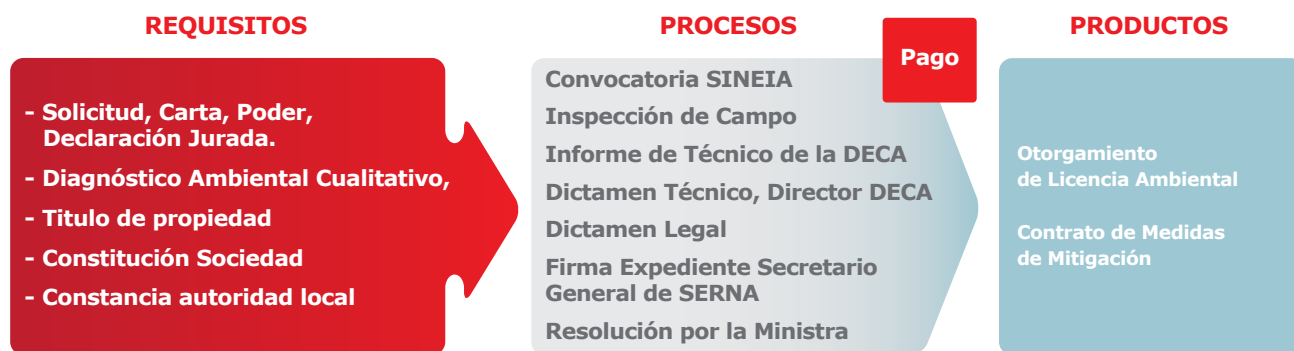 REQUISITOS
- Solicitud, Carta, Poder,
Declaración Jurada.
- Diagnóstico Ambiental Cualitativo,
- Titulo de propiedad
- Constitución Sociedad
- Constancia autoridad local
PROCESOS
Pago
Convocatoria SINEIA
Inspección de Campo
Informe de Técnico de la DECA
Dictamen Técnico, Director DECA
Dictamen Legal
Firma Expediente Secretario
General de SERNA
Resolución por la Ministra
PRODUCTOS
Otorgamiento
de Licencia Ambiental
Contrato de Medidas
de Mitigación